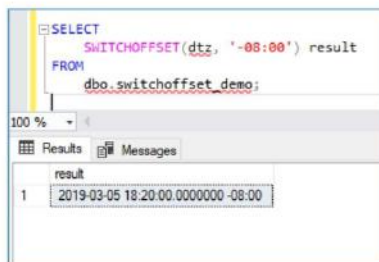 SELECT
SWITCHOFFSET(dtz, '-08:00') result
FROM
dbo.switchoffset_demo;
100 %
Results Messages
result
1 2019-03-05 18:20:00.0000000 -08:00